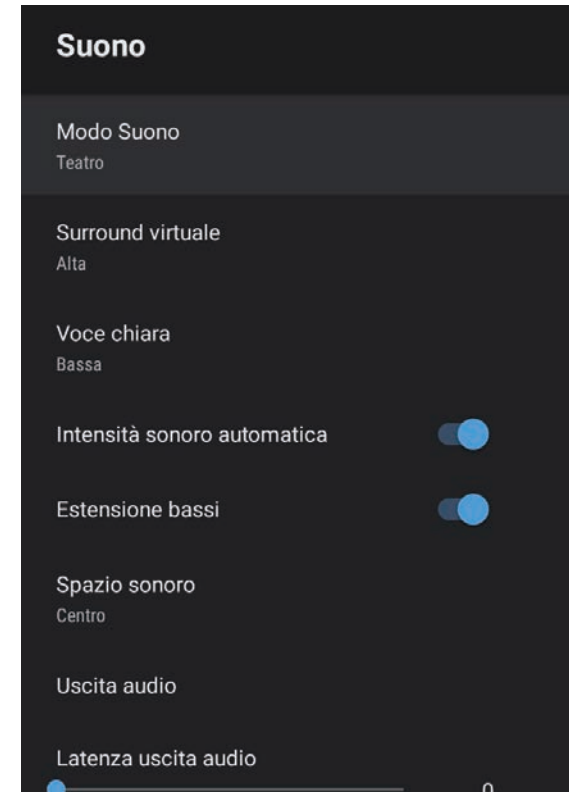 Suono
Modo Suono
Teatro
Surround virtuale
Alta
Voce chiara
Bassa
Intensità sonoro automatica
Estensione bassi
Spazio sonoro
Centro
Uscita audio
Latenza uscita audio
0